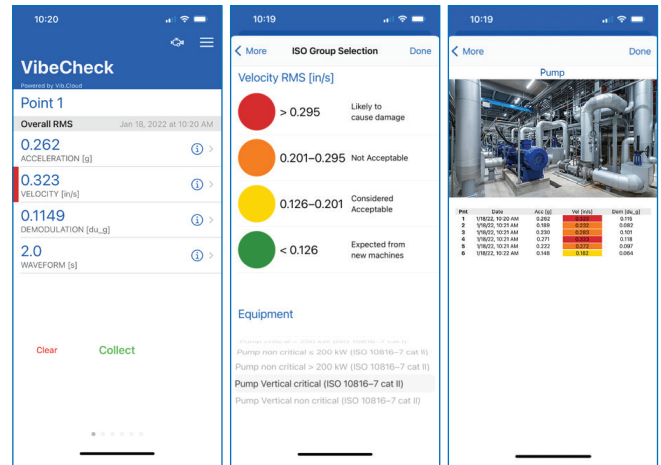 10:20
VibeCheck
Powered by Vib.Cloud
Point 1
Overall RMS Jan 18, 2022 at 10:20 AM
0.262
ACCELERATION [g]
0.323
VELOCITY [in/s]
0.1149
DEMODULATION [du_g]
2.0
WAVEFORM [s]
Clear Collect
10:19
More ISO Group Selection Done
Velocity RMS [in/s]
> 0.295 Likely to
cause damage
0.201–0.295 Not Acceptable
0.126–0.201 Considered
Acceptable
< 0.126 Expected from
new machines
Equipment
Pump non critical ≤ 200 kW (ISO 10816–7 cat II)
Pump non critical > 200 kW (ISO 10816–7 cat II)
Pump Vertical critical (ISO 10816–7 cat II)
Pump Vertical non critical (ISO 10816–7 cat II)
10:19
More Done
Pump
Pnt Date Acc [g] Vel [in/s] Dem [du_g]
1 1/18/22, 10:20 AM 0.262 0.323 0.115
2 1/18/22, 10:21 AM 0.189 0.232 0.082
3 1/18/22, 10:21 AM 0.230 0.283 0.101
4 1/18/22, 10:21 AM 0.271 0.118
5 1/18/22, 10:21 AM 0.222 0.272 0.097
6 1/18/22, 10:22 AM 0.148 0.182 0.064